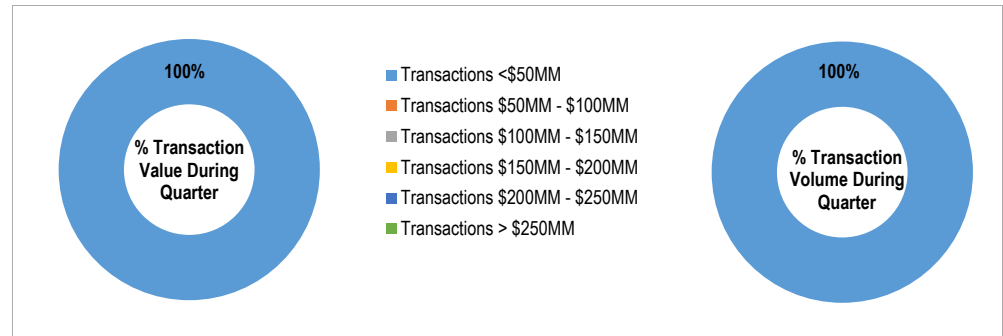 100%
% Transaction
Value During
Quarter
Transactions <$50MM
Transactions $50MM - $100MM
Transactions $100MM - $150MM
Transactions $150MM - $200MM
Transactions $200MM - $250MM
Transactions > $250MM
100%
% Transaction
Volume During
Quarter